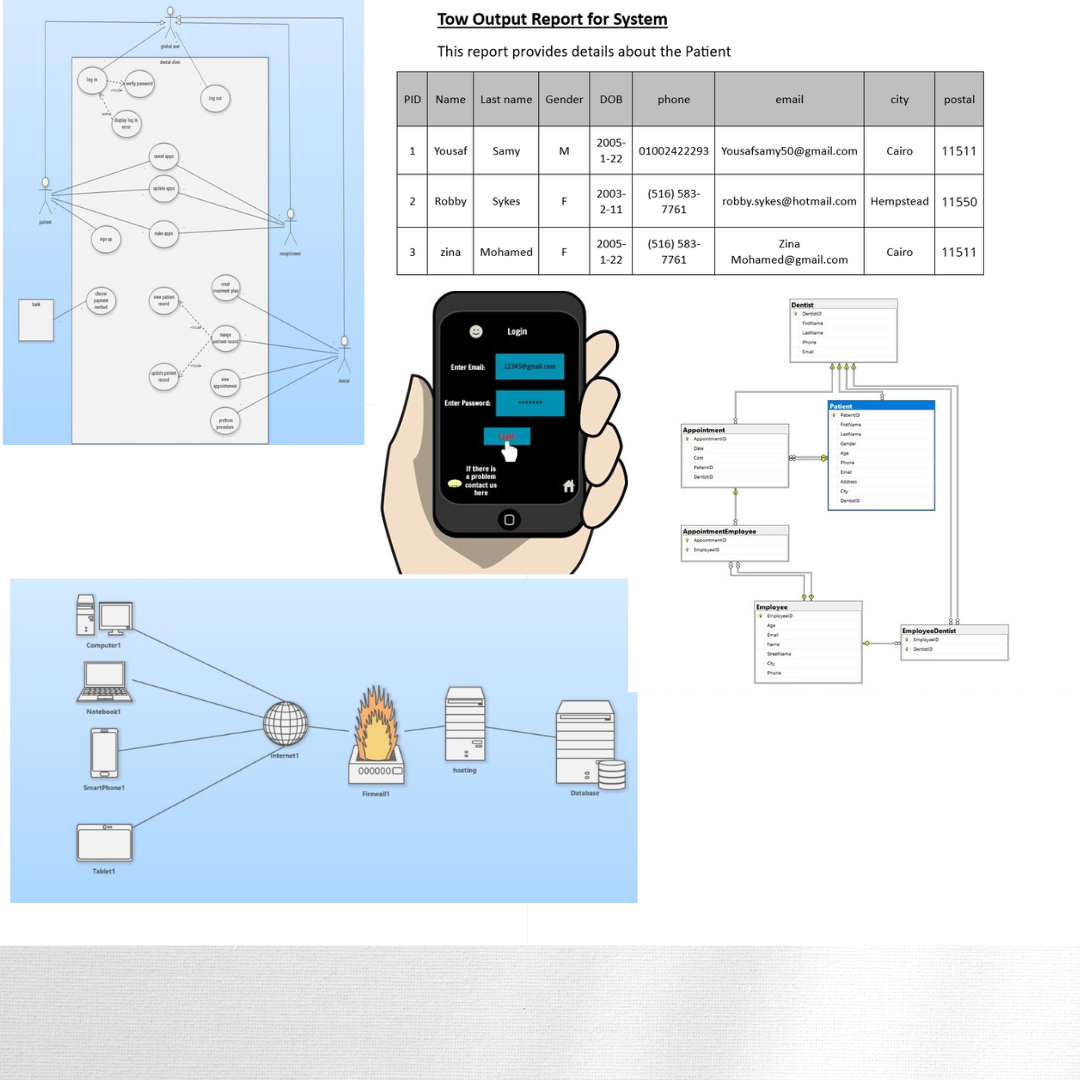 global user
dental clinic
log in
verify password
log out
display log in
error
cancel appo
update appo
make appo
sign up
patient
receptionest
bank
choose
payment
method
view patient
record
creat
treatment plan
mange
patitent record
update patient
record
view
appointement
prefrom
procedure
dental
Tow Output Report for System
This report provides details about the Patient
PID Name Last name Gender DOB phone email city postal
1 Yousaf Samy M 2005-1-22 01002422293 Yousafsamy50@gmail.com Cairo 11511
2 Robby Sykes F 2003-2-11 (516) 583-7761 robby.sykes@hotmail.com Hempstead 11550
3 zina Mohamed F 2005-1-22 (516) 583-7761 Zina Mohamed@gmail.com Cairo 11511
Login
Enter Email: 12345@gmail.com
Enter Password: *******
If there is
a problem
contact us
here
Dentist
DentistID
FirstName
LastName
Phone
Email
Patient
PatientID
FirstName
LastName
Gender
Age
Phone
Email
Address
City
DentistID
Appointment
AppointmentID
Date
Cost
PatientID
DentistID
AppointmentEmployee
AppointmentID
EmployeeID
Employee
EmployeeID
Age
Email
Name
StreetName
City
Phone
EmployeeDentist
EmployeeID
DentistID
Computer1
Notebook1
SmartPhone1
Tablet1
Internet1
Firewall1
hosting
Database